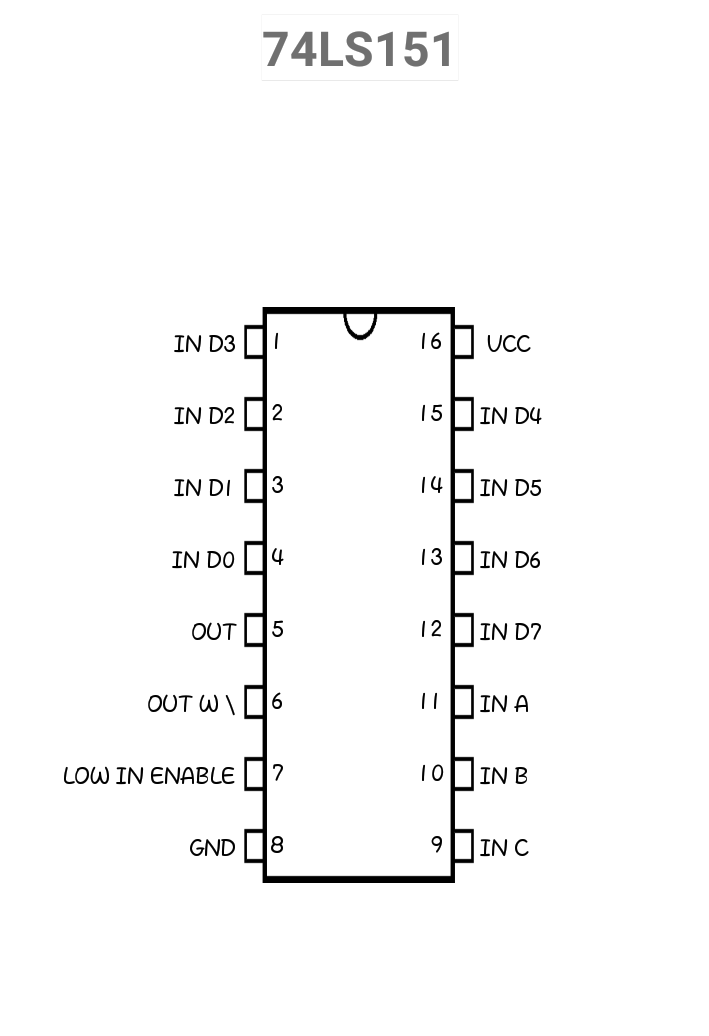 74LS151
IN D3 1 16 VCC
IN D2 2 15 IN D4
IN D1 3 14 IN D5
IN D0 4 13 IN D6
OUT 5 12 IN D7
OUT W \ 6 11 IN A
LOW IN ENABLE 7 10 IN B
GND 8 9 IN C